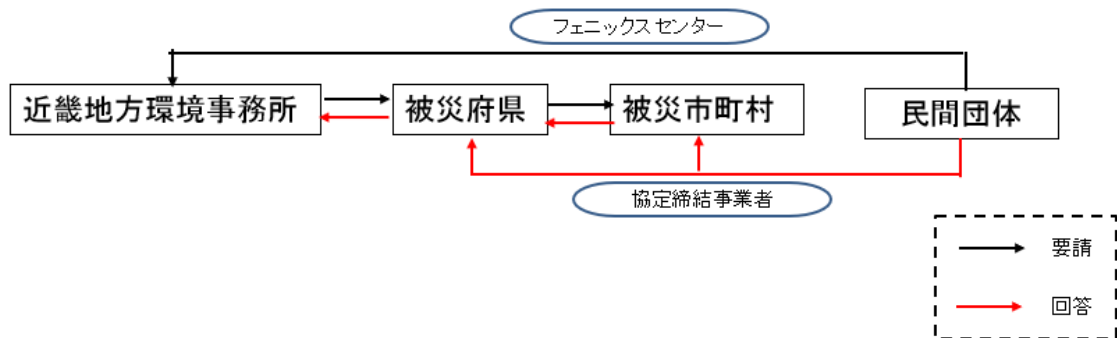 フェニックスセンター
近畿地方環境事務所
被災府県
被災市町村
民間団体
協定締結事業者
要請
回答